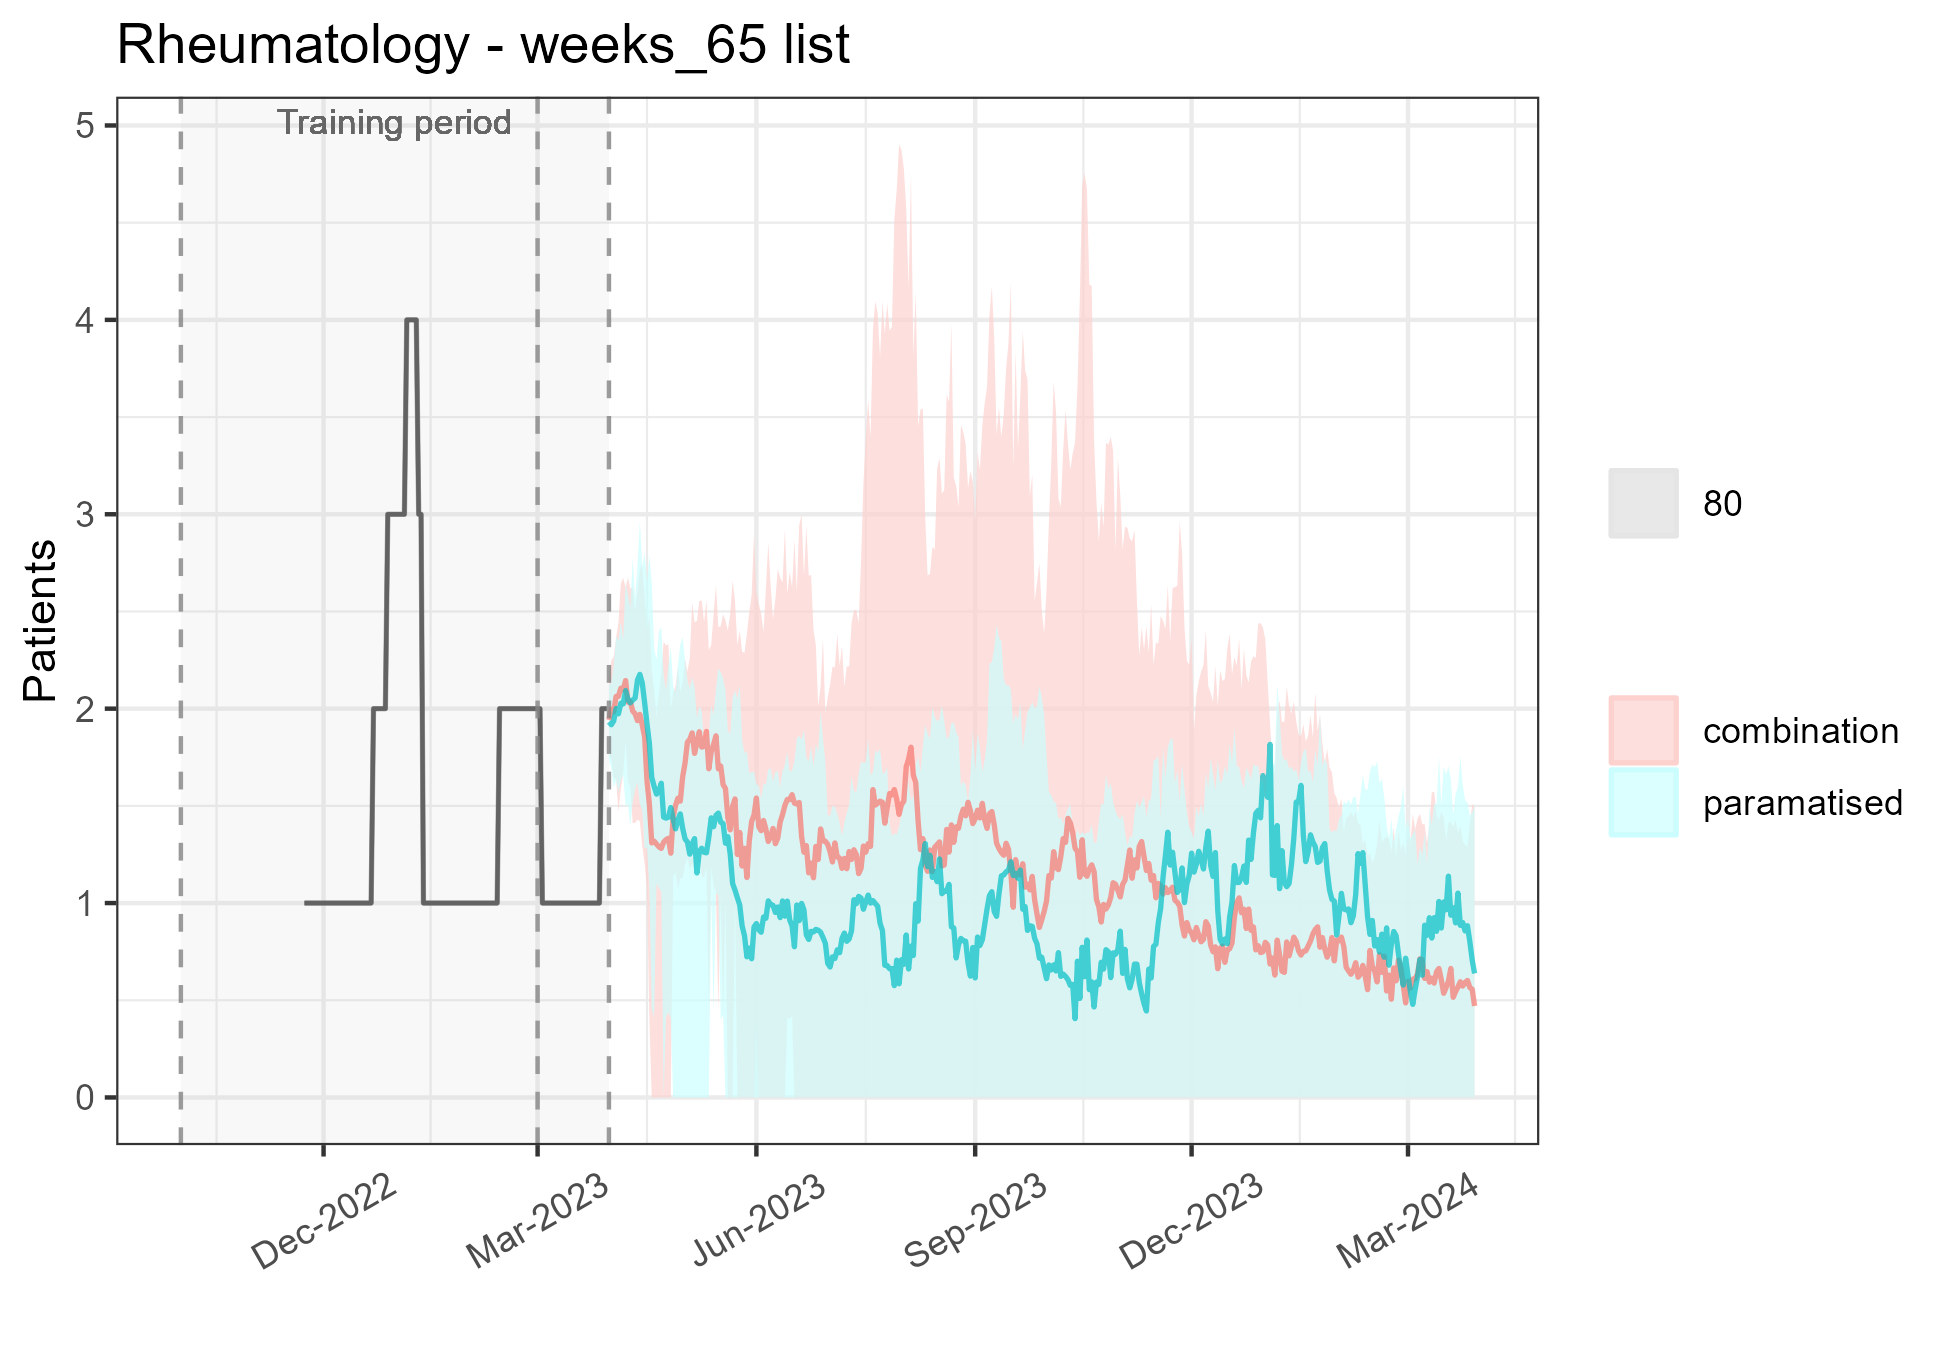 Rheumatology - weeks_65 list
Training period
5
4
3
2
1
0
Patients
Dec-2022
Mar-2023
Jun-2023
Sep-2023
Dec-2023
Mar-2024
80
combination
paramatised